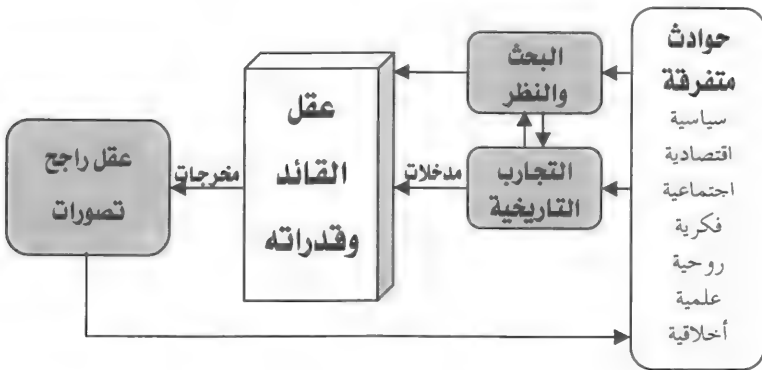 حوادث
متفرقة
سياسية
اقتصادية
اجتماعية
فكرية
روحية
علمية
أخلاقية
البحث
والنظر
التجارب
التاريخية
مدخلات
عقل
القائد
وقدراته
مخرجات
عقل راجح
تصورات